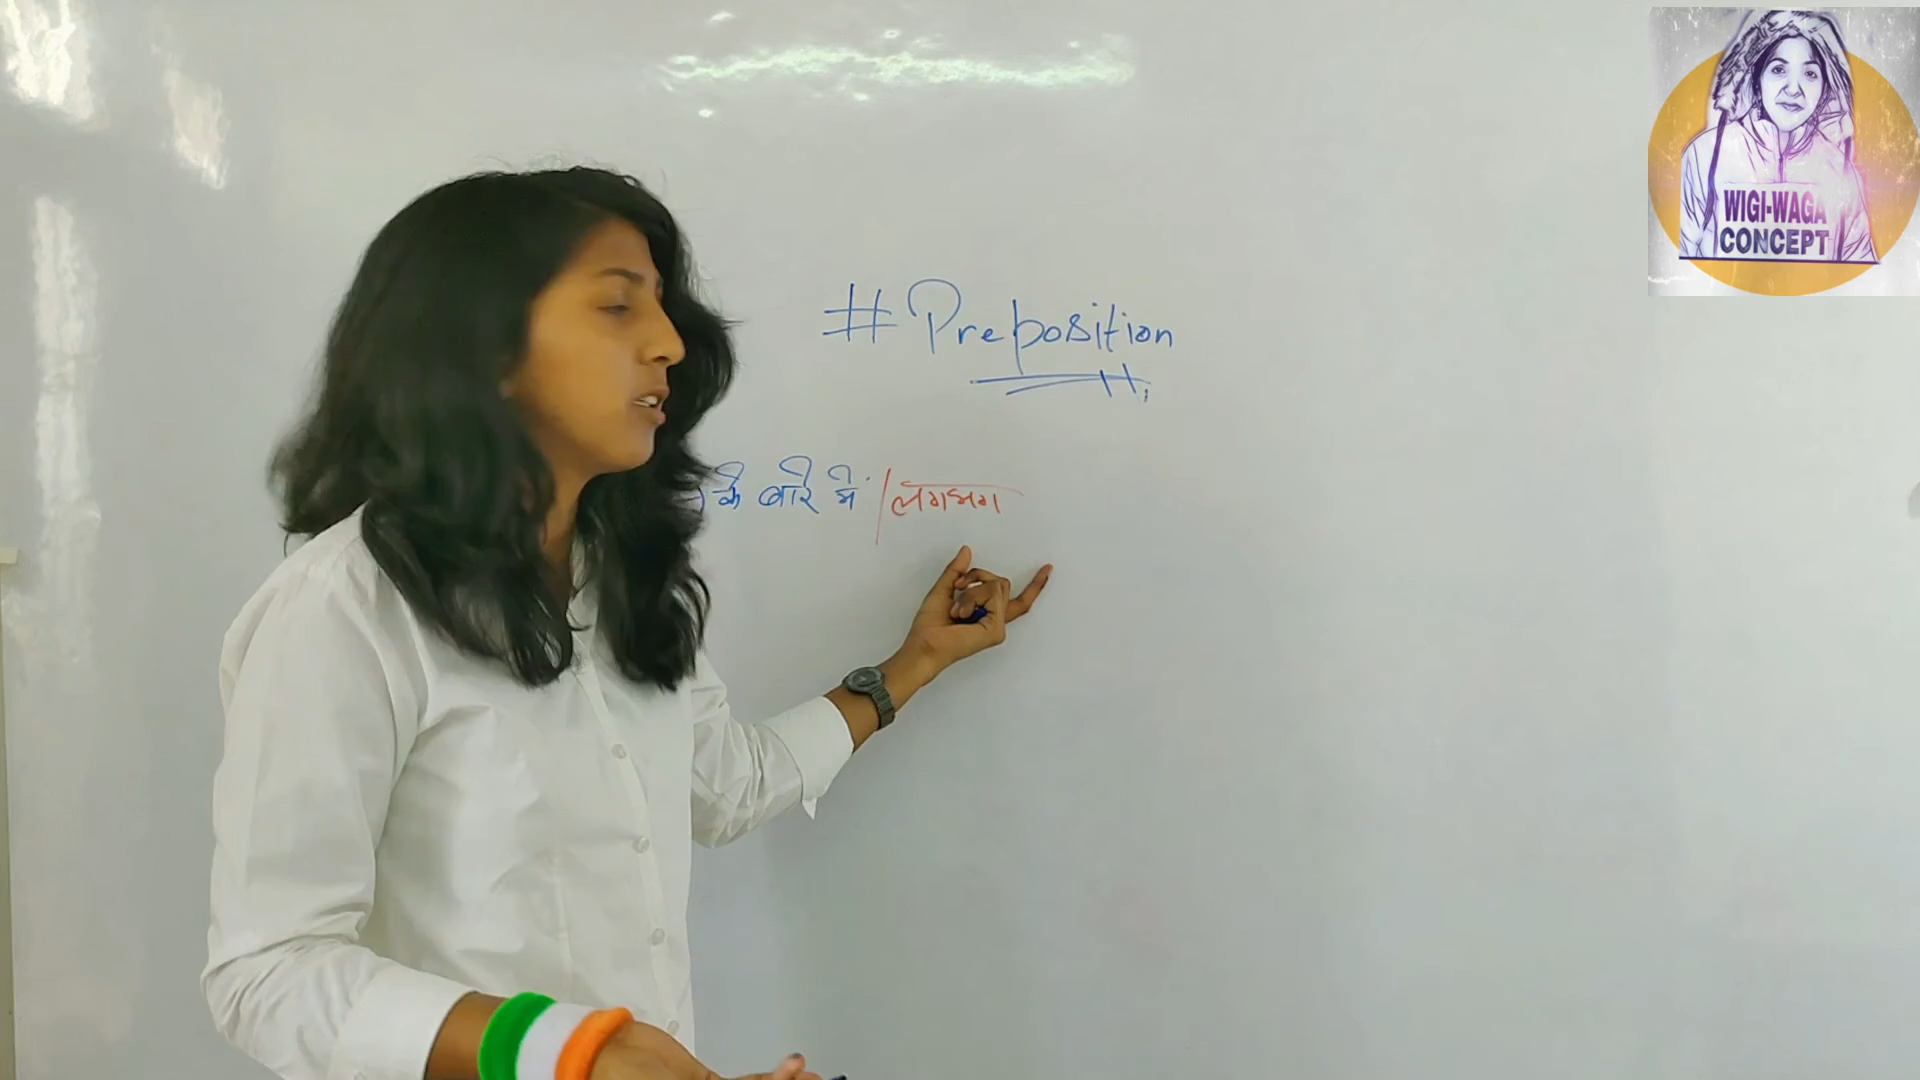 WIGI-WAGA
CONCEPT
# Preposition
के बारे में / लगभग